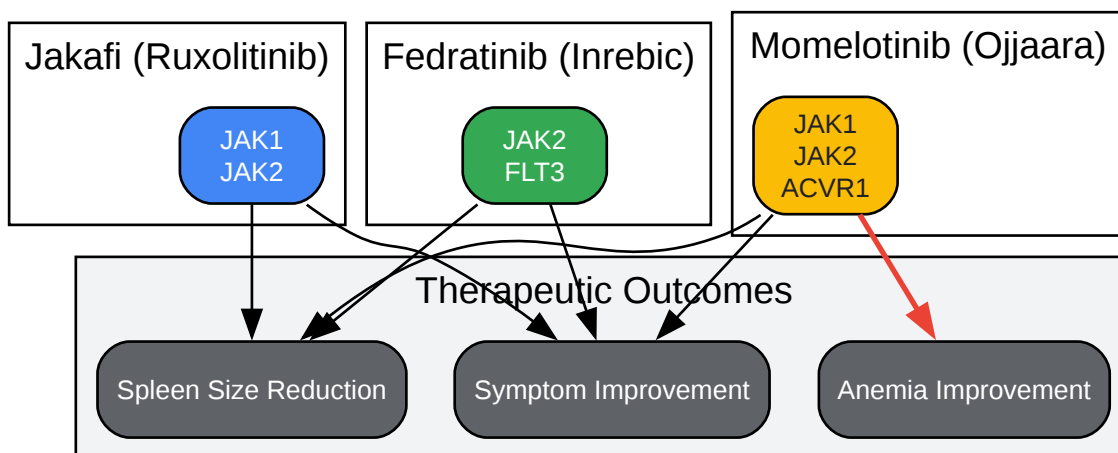 Jakafi (Ruxolitinib)
JAK1
JAK2
Fedratinib (Inrebic)
JAK2
FLT3
Momelotinib (Ojjaara)
JAK1
JAK2
ACVR1
Therapeutic Outcomes
Spleen Size Reduction
Symptom Improvement
Anemia Improvement